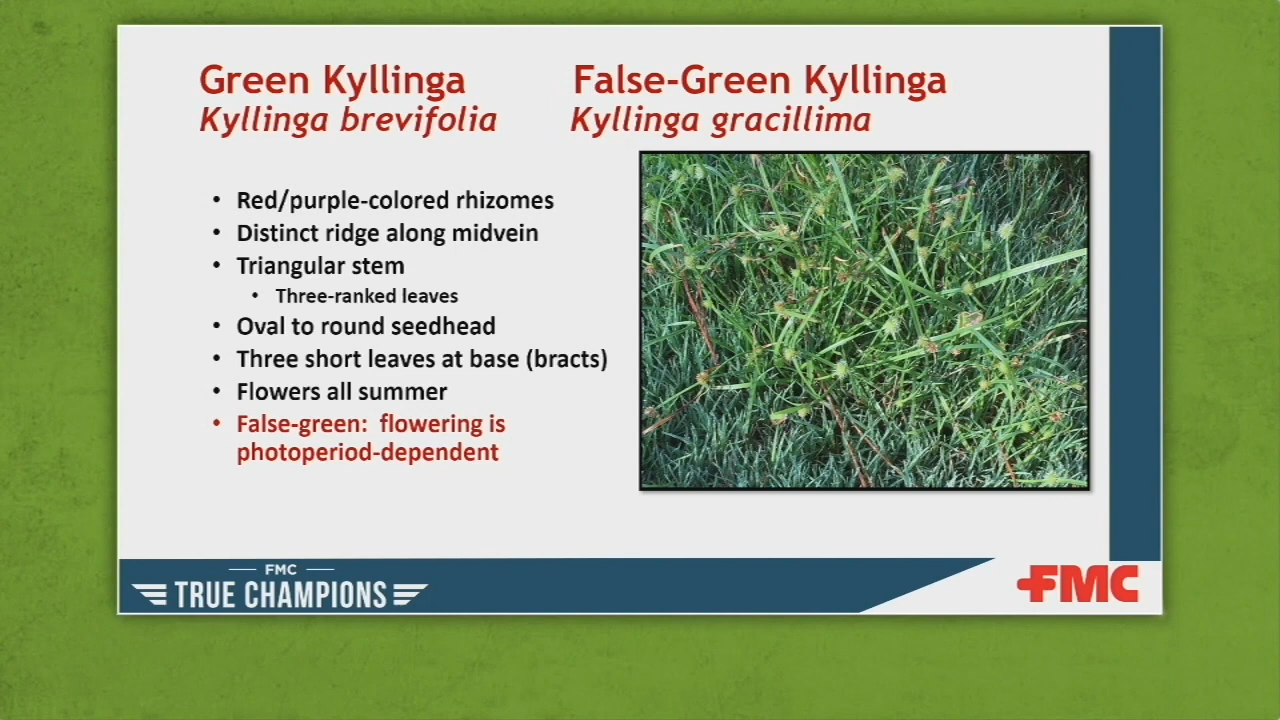 Green Kyllinga
False-Green Kyllinga
Kyllinga brevifolia
Kyllinga gracillima
• Red/purple-colored rhizomes
• Distinct ridge along midvein
• Triangular stem
• Three-ranked leaves
• Oval to round seedhead
• Three short leaves at base (bracts)
• Flowers all summer
• False-green: flowering is
photoperiod-dependent
FMC
TRUE CHAMPIONS
FMC